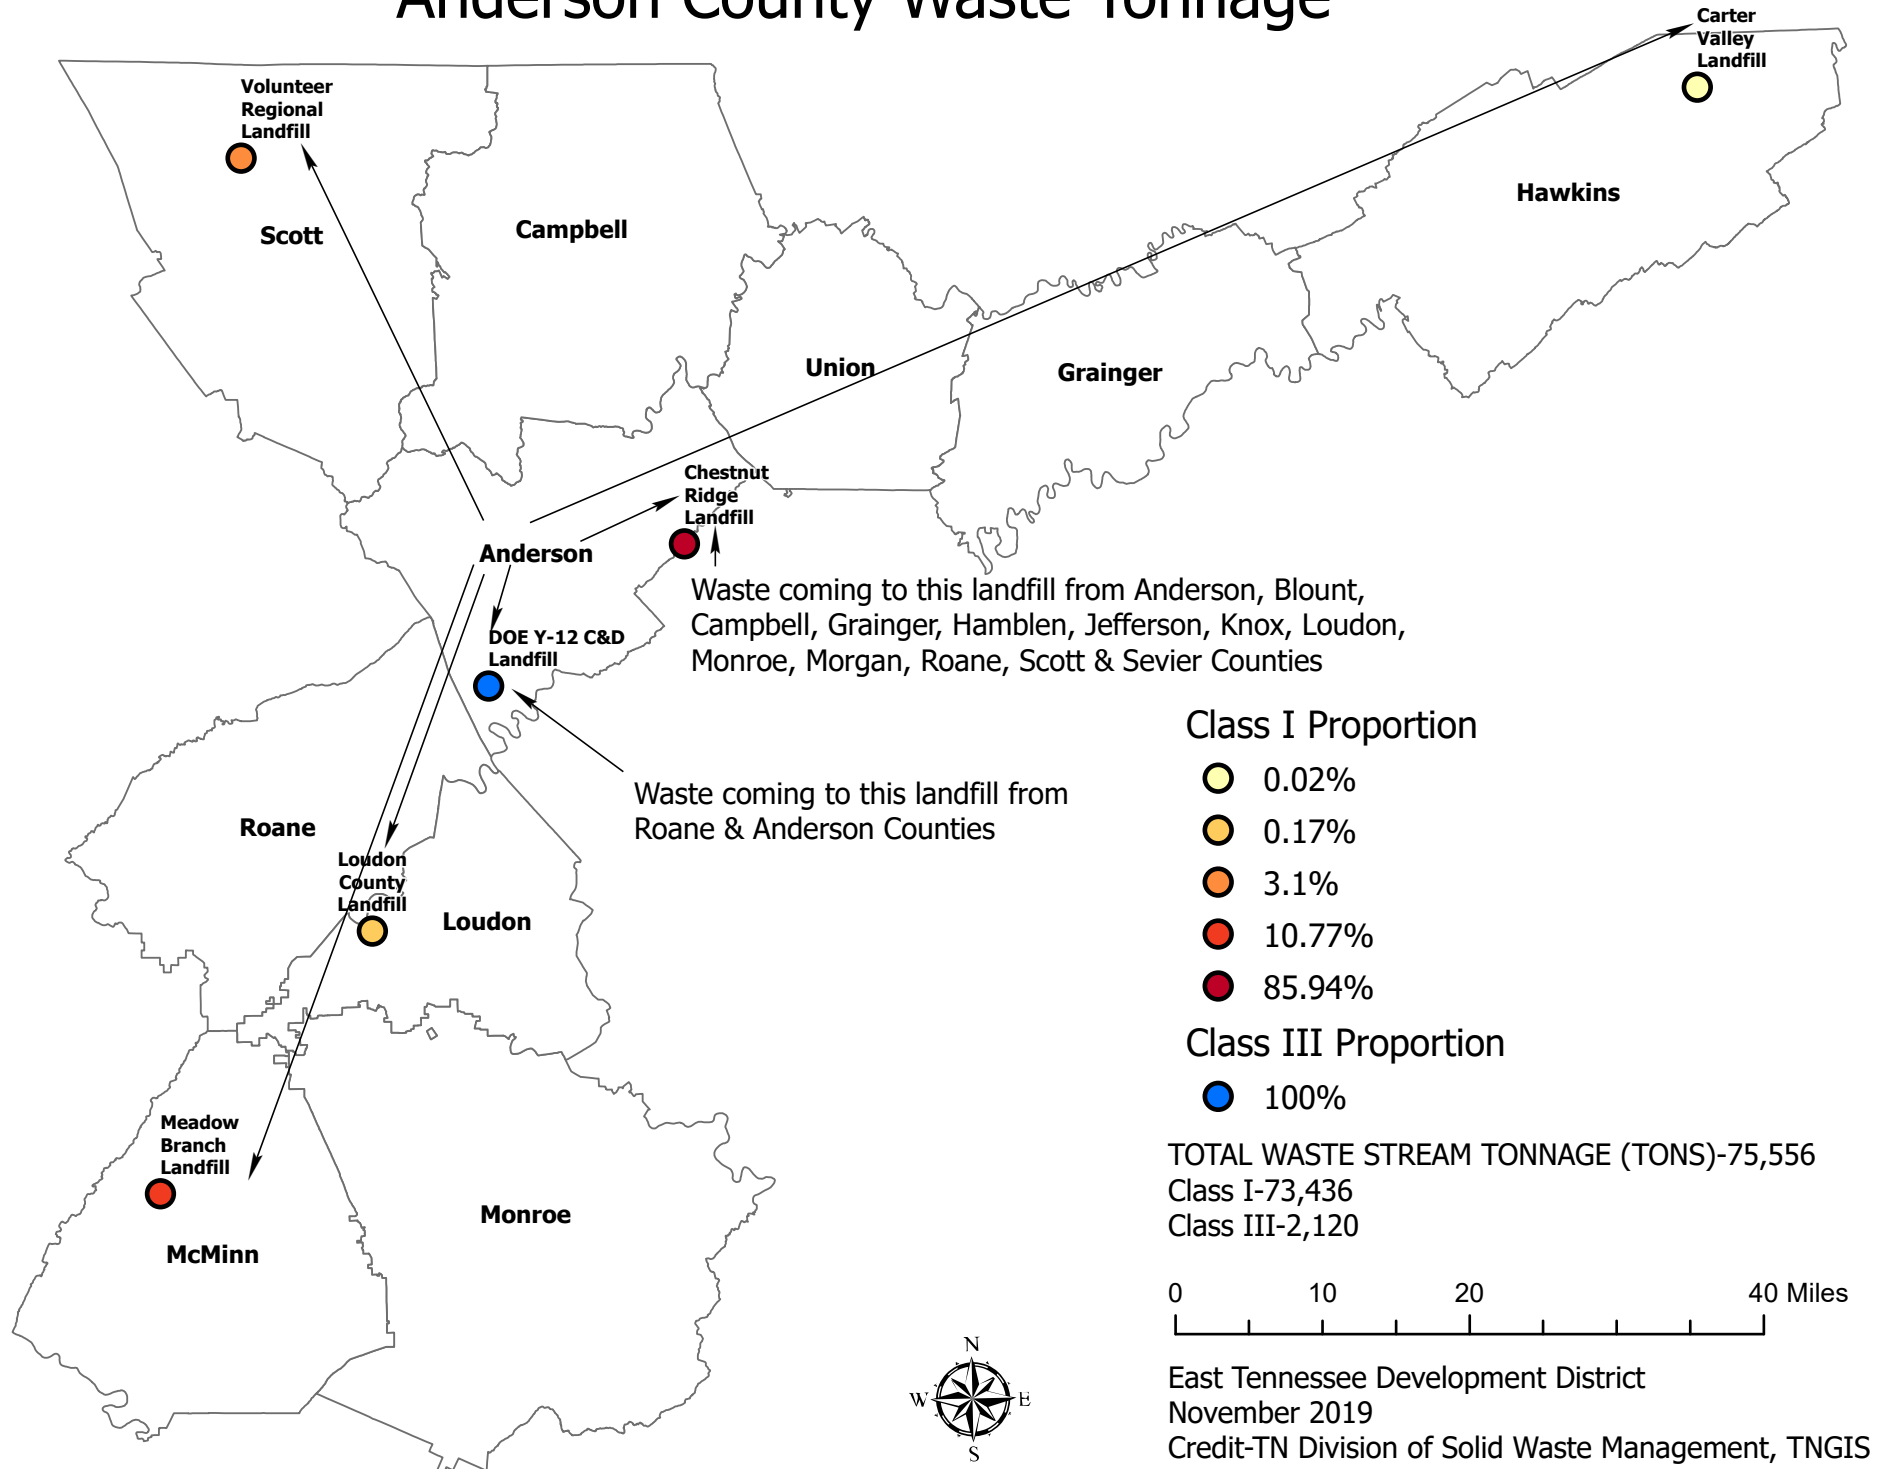 Anderson County Waste Tonnage
Carter
Valley
Landfill
Volunteer
Regional
Landfill
Hawkins
Scott
Campbell
Union
Grainger
Chestnut
Ridge
Landfill
Anderson
Waste coming to this landfill from Anderson, Blount,
Campbell, Grainger, Hamblen, Jefferson, Knox, Loudon,
Monroe, Morgan, Roane, Scott & Sevier Counties
DOE Y-12 C&D
Landfill
Waste coming to this landfill from
Roane & Anderson Counties
Roane
Loudon
County
Landfill
Loudon
Meadow
Branch
Landfill
McMinn
Monroe
Class I Proportion
0.02%
0.17%
3.1%
10.77%
85.94%
Class III Proportion
100%
TOTAL WASTE STREAM TONNAGE (TONS)-75,556
Class I-73,436
Class III-2,120
0 10 20 40 Miles
N
W E
S
East Tennessee Development District
November 2019
Credit-TN Division of Solid Waste Management, TNGIS